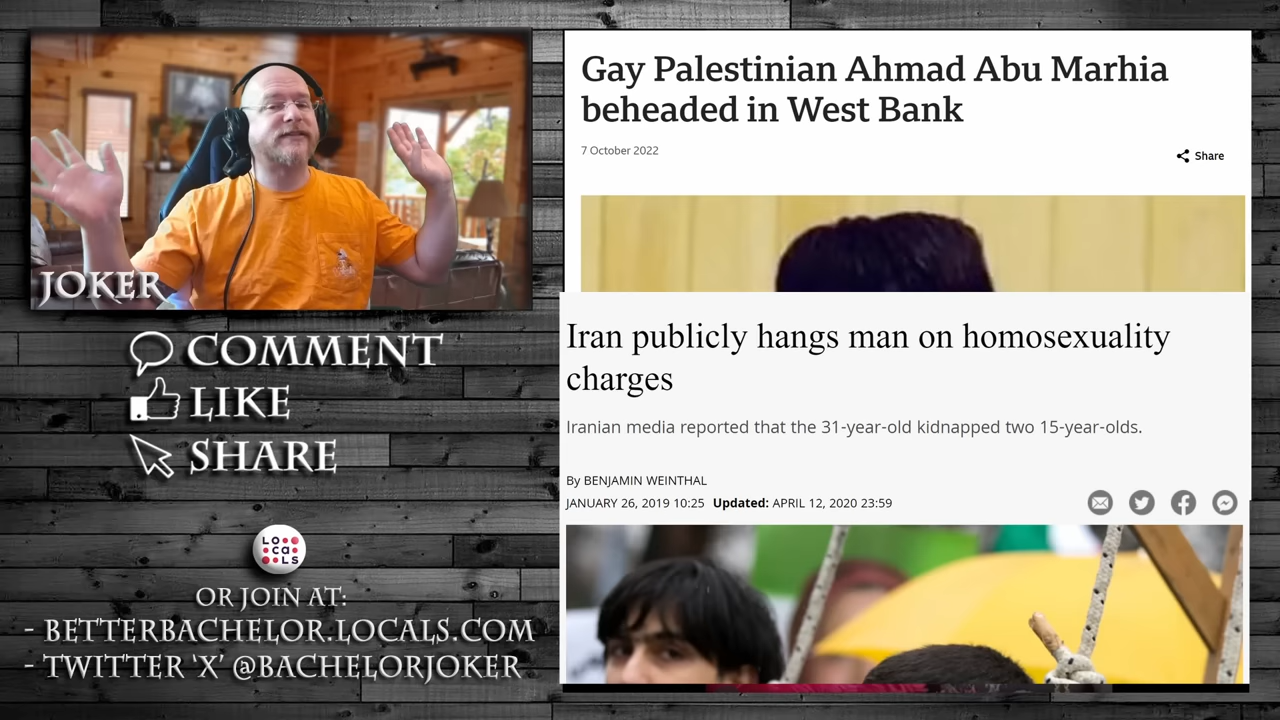 JOKER
COMMENT
LIKE
SHARE
LOCALS
OR JOIN AT:
- BETTERBACHELOR.LOCALS.COM
- TWITTER 'X' @BACHELORJOKER
Gay Palestinian Ahmad Abu Marhia
beheaded in West Bank
7 October 2022
Share
Iran publicly hangs man on homosexuality
charges
Iranian media reported that the 31-year-old kidnapped two 15-year-olds.
By BENJAMIN WEINTHAL
JANUARY 26, 2019 10:25 Updated: APRIL 12, 2020 23:59